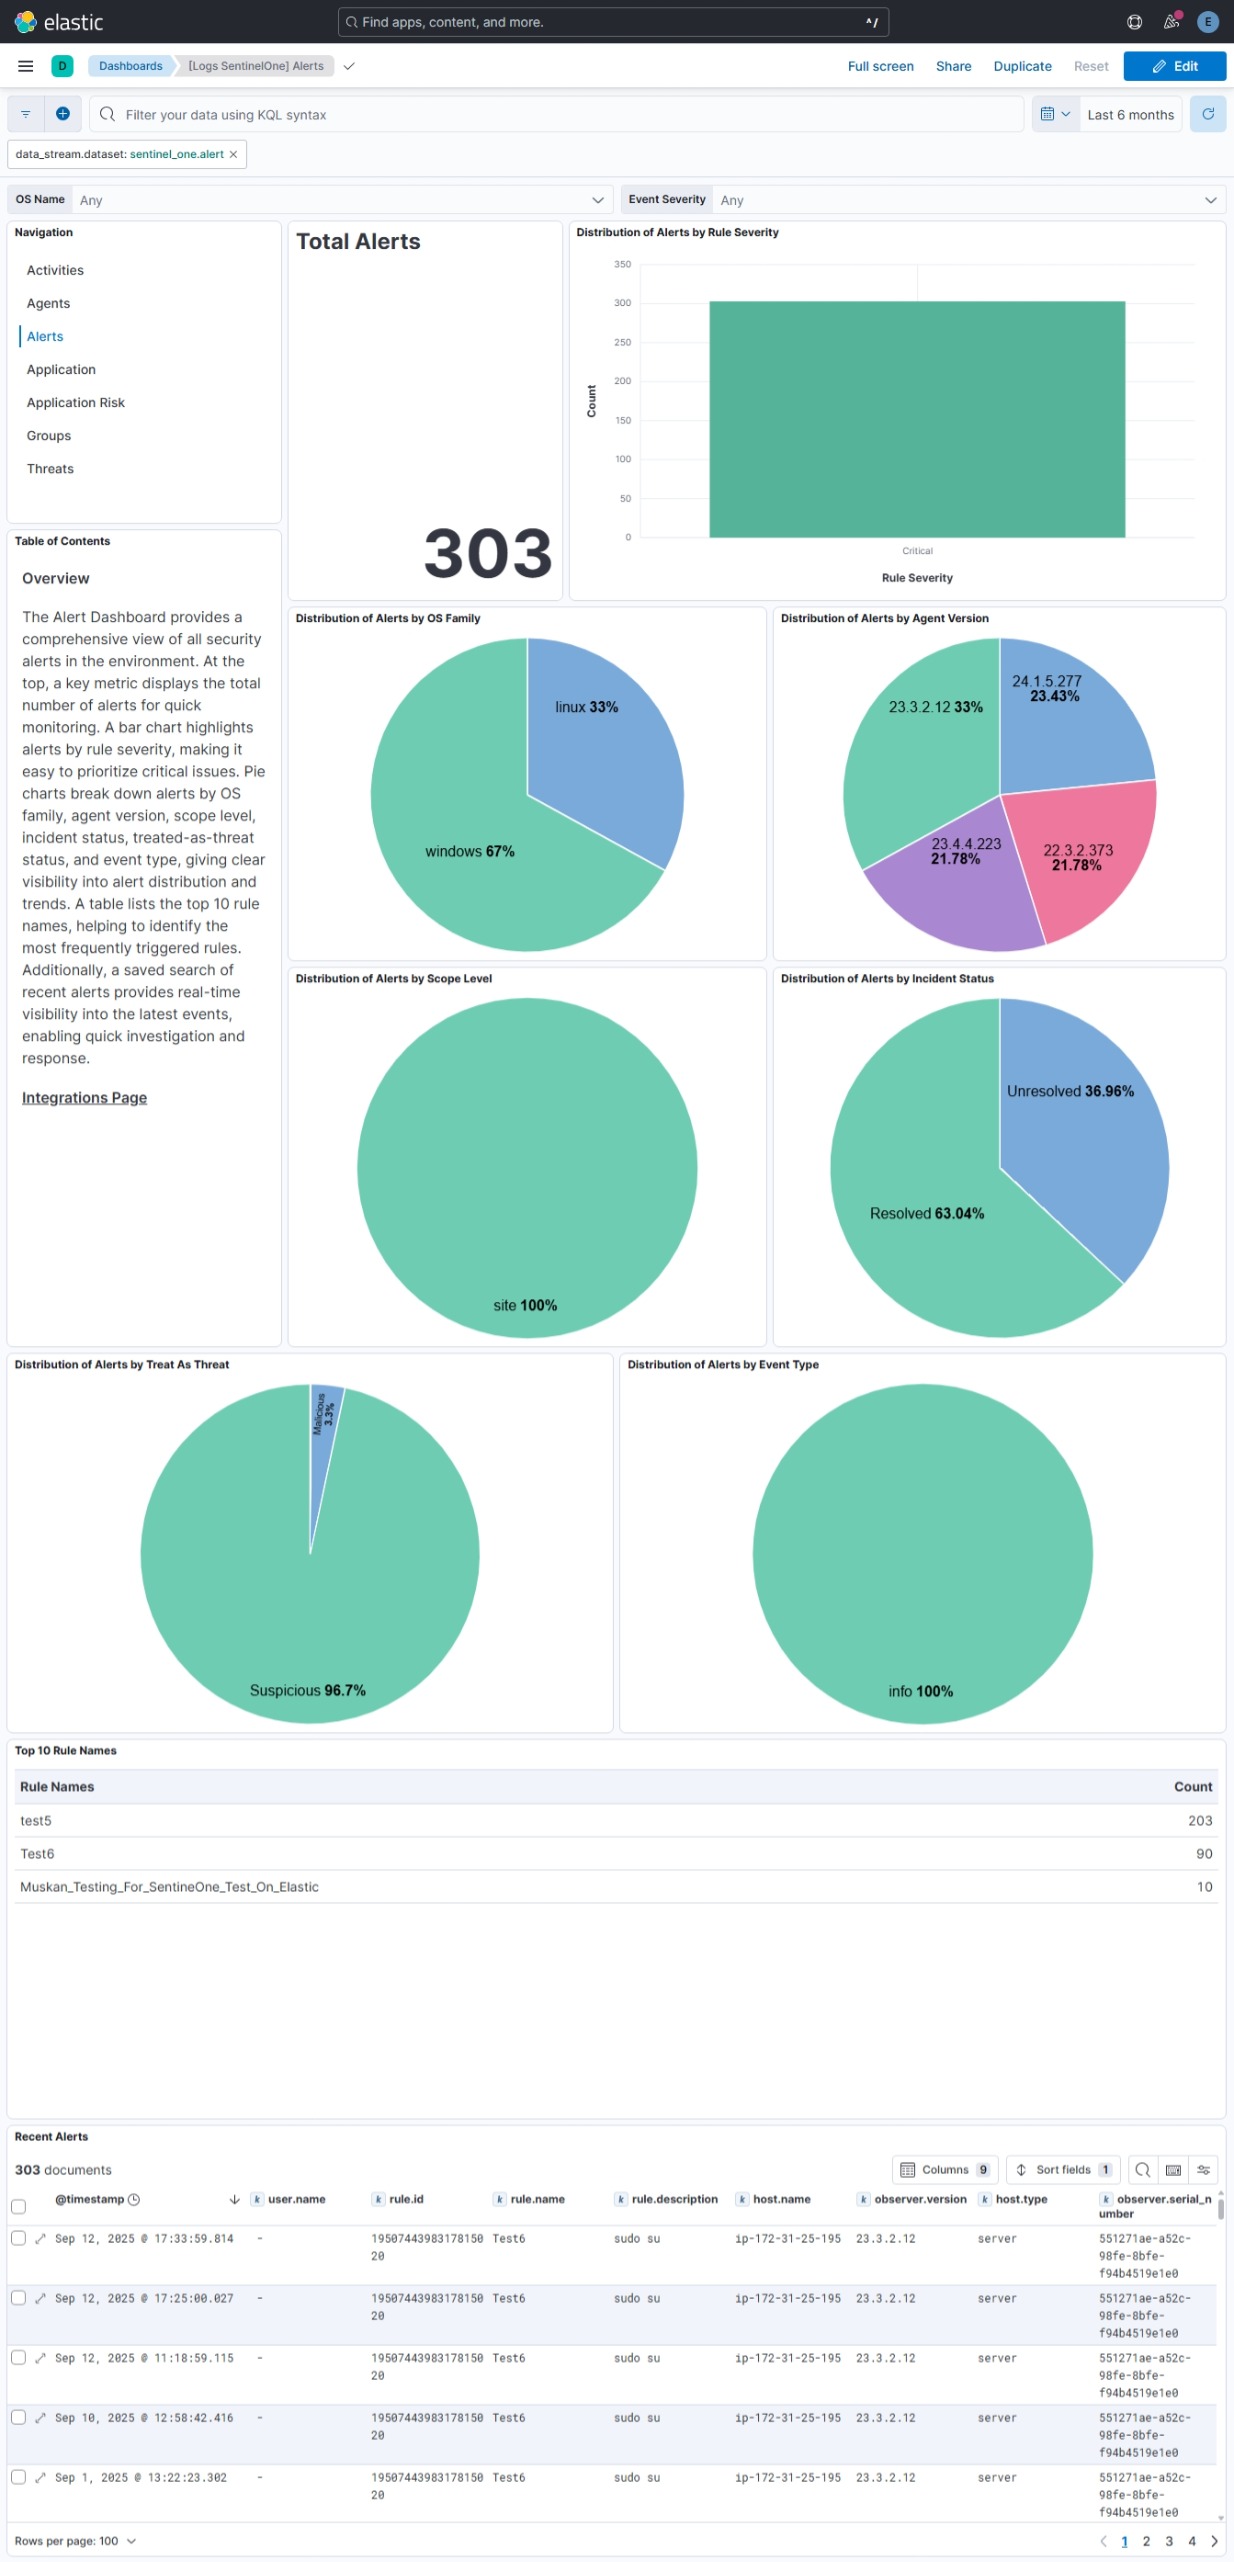 elastic
Find apps, content, and more.
^/
E
D
Dashboards
[Logs SentinelOne] Alerts
Full screen
Share
Duplicate
Reset
Edit
Filter your data using KQL syntax
Last 6 months
data_stream.dataset: sentinel_one.alert ×
OS Name Any
Event Severity Any
Navigation
Activities
Agents
Alerts
Application
Application Risk
Groups
Threats
Total Alerts
303
Distribution of Alerts by Rule Severity
350
300
250
200
150
100
50
0
Count
Critical
Rule Severity
Table of Contents
Overview
The Alert Dashboard provides a
comprehensive view of all security
alerts in the environment. At the
top, a key metric displays the total
number of alerts for quick
monitoring. A bar chart highlights
alerts by rule severity, making it
easy to prioritize critical issues. Pie
charts break down alerts by OS
family, agent version, scope level,
incident status, treated-as-threat
status, and event type, giving clear
visibility into alert distribution and
trends. A table lists the top 10 rule
names, helping to identify the
most frequently triggered rules.
Additionally, a saved search of
recent alerts provides real-time
visibility into the latest events,
enabling quick investigation and
response.
Integrations Page
Distribution of Alerts by OS Family
linux 33%
windows 67%
Distribution of Alerts by Agent Version
24.1.5.277
23.43%
23.3.2.12 33%
23.4.4.223
21.78%
22.3.2.373
21.78%
Distribution of Alerts by Scope Level
site 100%
Distribution of Alerts by Incident Status
Unresolved 36.96%
Resolved 63.04%
Distribution of Alerts by Treat As Threat
Malicious
3.3%
Suspicious 96.7%
Distribution of Alerts by Event Type
info 100%
Top 10 Rule Names
Rule Names Count
test5 203
Test6 90
Muskan_Testing_For_SentineOne_Test_On_Elastic 10
Recent Alerts
303 documents
Columns 9
Sort fields 1
@timestamp k user.name k rule.id k rule.name k rule.description k host.name k observer.version k host.type k observer.serial_n
umber
Sep 12, 2025 @ 17:33:59.814 - 19507443983178150 Test6 sudo su ip-172-31-25-195 23.3.2.12 server 551271ae-a52c-
20 98fe-8bfe-
f94b4519e1e0
Sep 12, 2025 @ 17:25:00.027 - 19507443983178150 Test6 sudo su ip-172-31-25-195 23.3.2.12 server 551271ae-a52c-
20 98fe-8bfe-
f94b4519e1e0
Sep 12, 2025 @ 11:18:59.115 - 19507443983178150 Test6 sudo su ip-172-31-25-195 23.3.2.12 server 551271ae-a52c-
20 98fe-8bfe-
f94b4519e1e0
Sep 10, 2025 @ 12:58:42.416 - 19507443983178150 Test6 sudo su ip-172-31-25-195 23.3.2.12 server 551271ae-a52c-
20 98fe-8bfe-
f94b4519e1e0
Sep 1, 2025 @ 13:22:23.302 - 19507443983178150 Test6 sudo su ip-172-31-25-195 23.3.2.12 server 551271ae-a52c-
20 98fe-8bfe-
f94b4519e1e0
Rows per page: 100
1 2 3 4